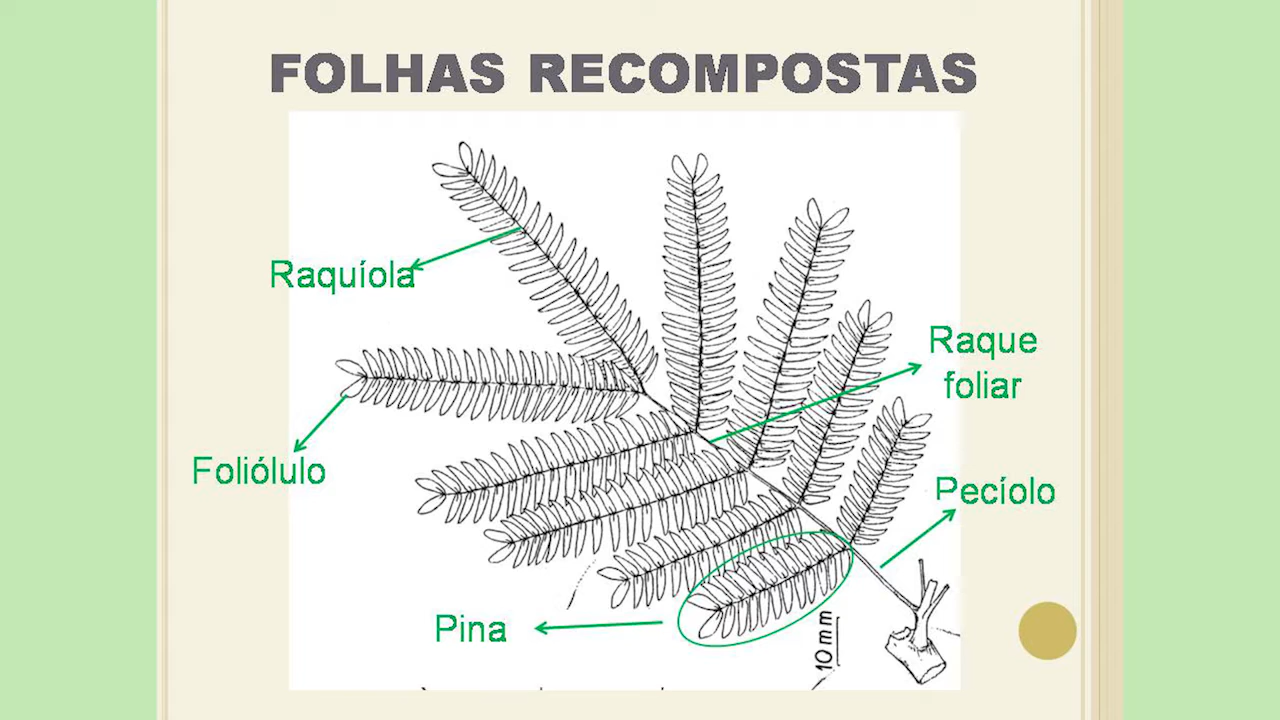 FOLHAS RECOMPOSTAS
Raquíola
Raque
foliar
Foliólulo
Pecíolo
Pina
10 mm